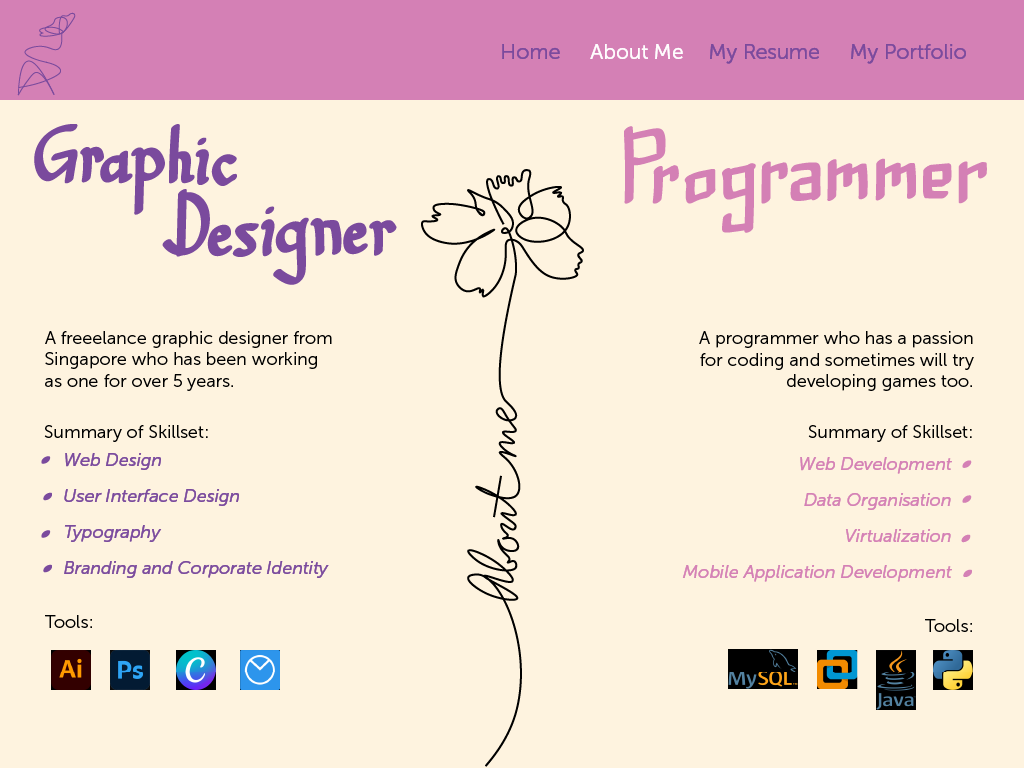 Home About Me My Resume My Portfolio
Graphic
Designer
A freeelance graphic designer from
Singapore who has been working
as one for over 5 years.
Summary of Skillset:
Web Design
User Interface Design
Typography
Branding and Corporate Identity
Tools:
Ai Ps C
About me
Programmer
A programmer who has a passion
for coding and sometimes will try
developing games too.
Summary of Skillset:
Web Development
Data Organisation
Virtualization
Mobile Application Development
Tools:
MySQL Java